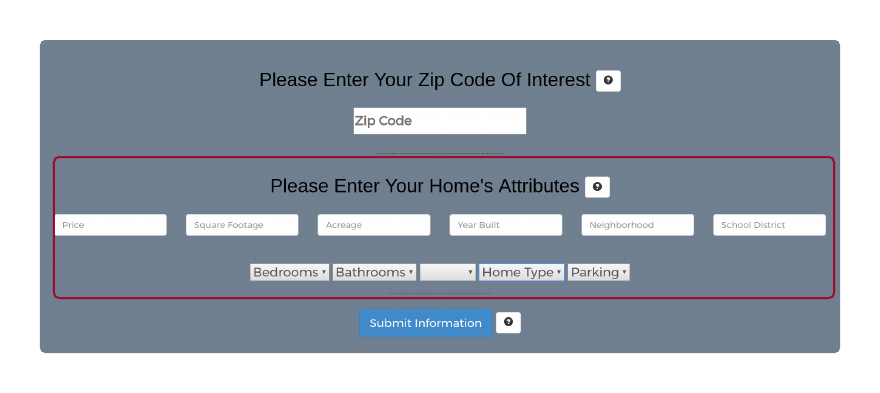 Please Enter Your Zip Code Of Interest ?
Zip Code
--------------------------------
Please Enter Your Home's Attributes ?
Price Square Footage Acreage Year Built Neighborhood School District
Bedrooms Bathrooms Home Type Parking
--------------------------
Submit Information ?